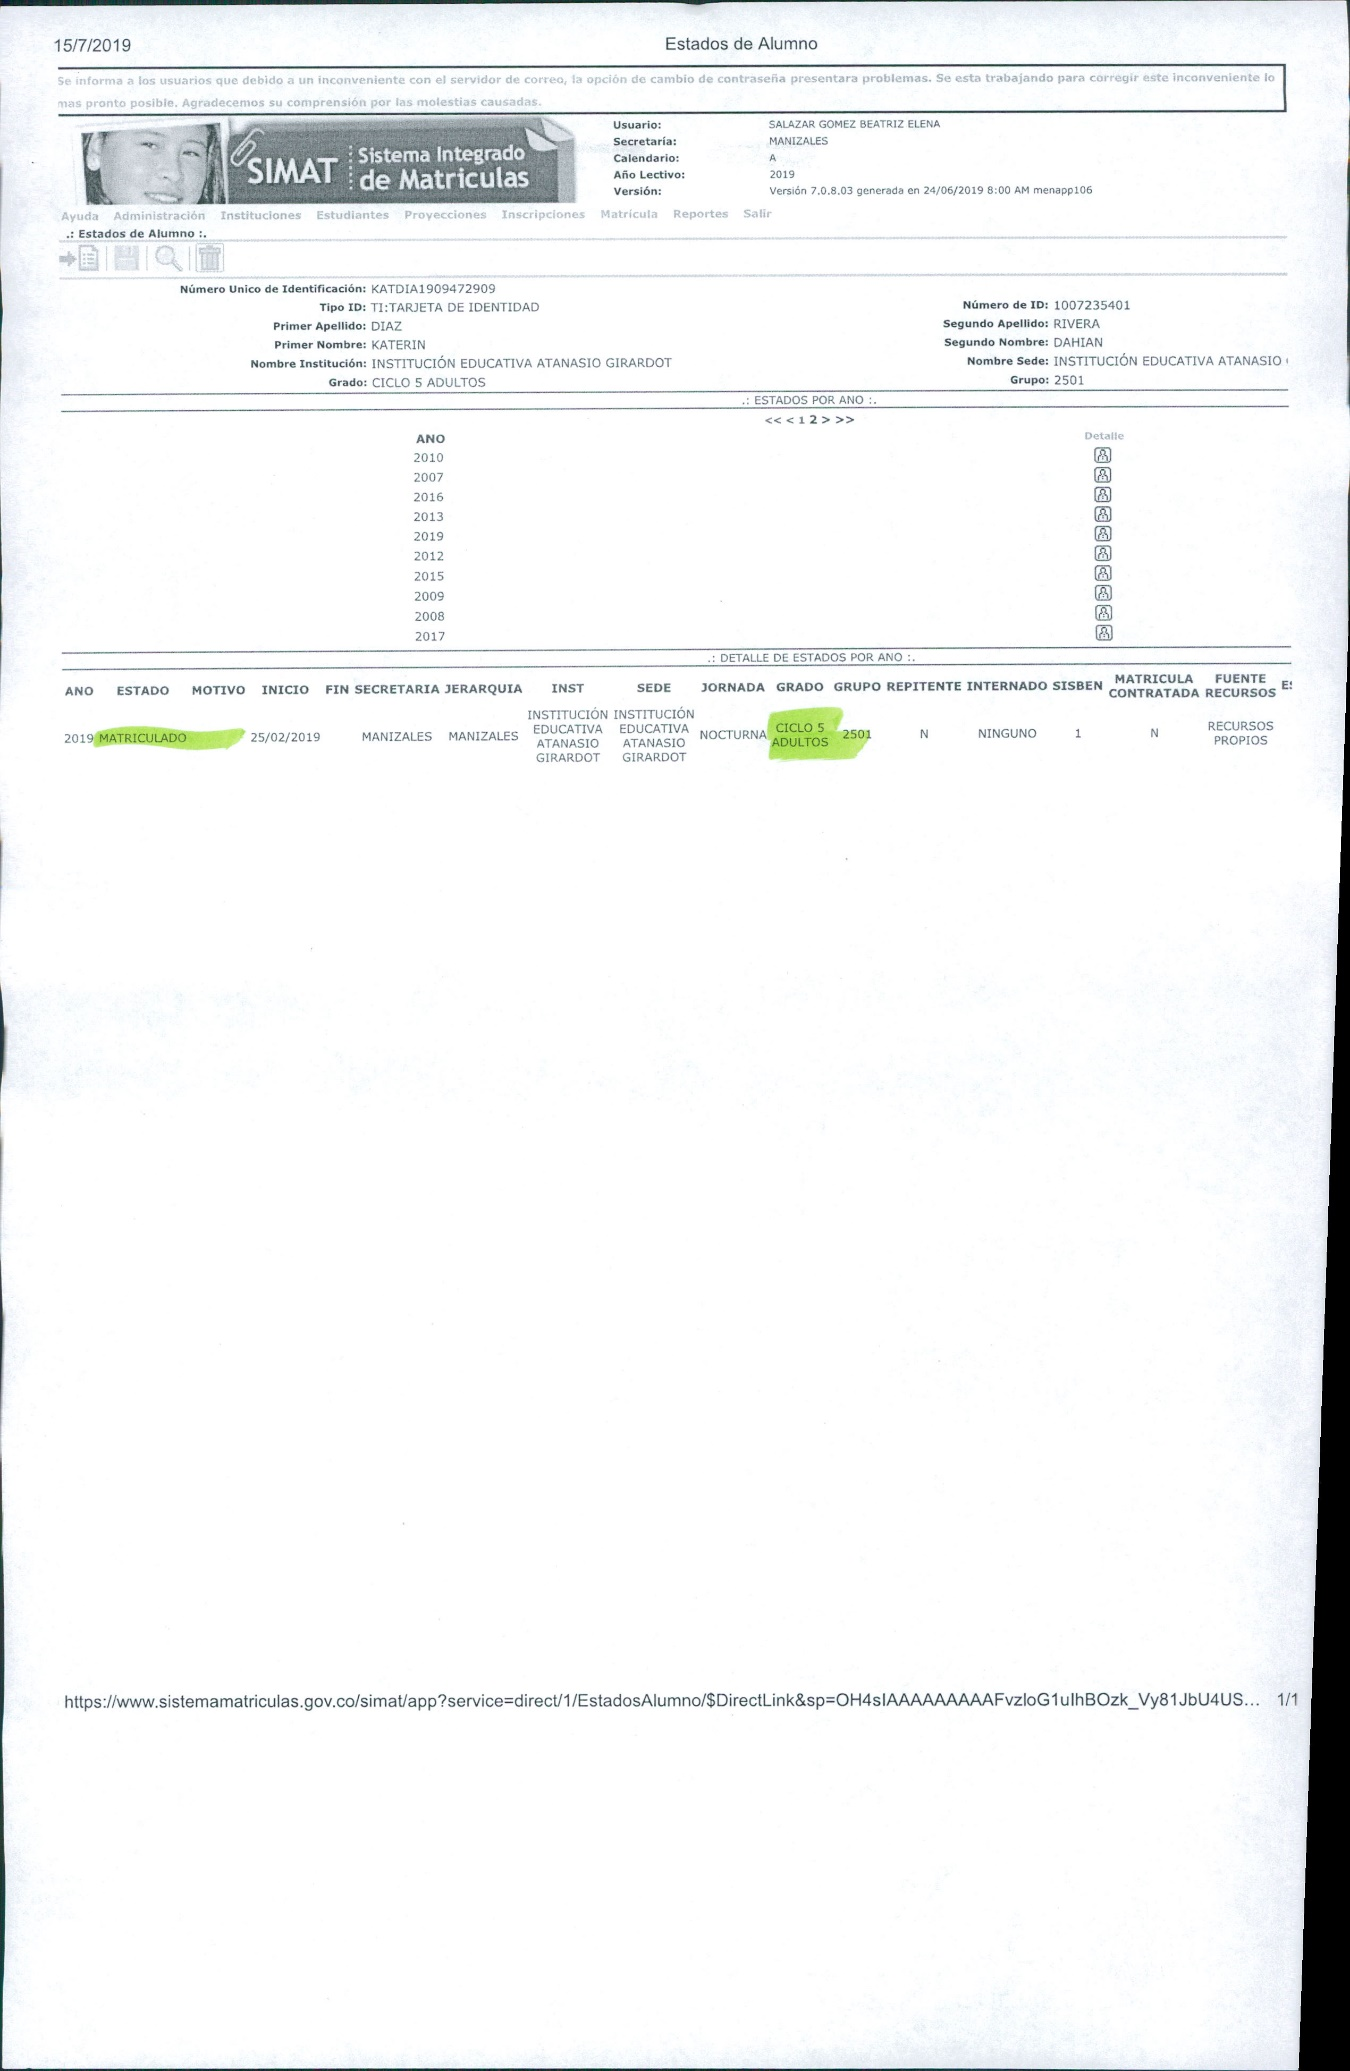 15/7/2019 Estados de Alumno
Se informa a los usuarios que debido a un inconveniente con el servidor de correo, la opción de cambio de contraseña presentara problemas. Se esta trabajando para corregir este inconveniente lo
mas pronto posible. Agradecemos su comprensión por las molestias causadas.
SIMAT Sistema Integrado
de Matriculas
Usuario: SALAZAR GOMEZ BEATRIZ ELENA
Secretaría: MANIZALES
Calendario: A
Año Lectivo: 2019
Versión: Versión 7.0.8.03 generada en 24/06/2019 8:00 AM menapp106
Ayuda Administración Instituciones Estudiantes Proyecciones Inscripciones Matrícula Reportes Salir
.: Estados de Alumno :.
Número Unico de Identificación: KATDIA1909472909
Tipo ID: TI:TARJETA DE IDENTIDAD Número de ID: 1007235401
Primer Apellido: DIAZ Segundo Apellido: RIVERA
Primer Nombre: KATERIN Segundo Nombre: DAHIAN
Nombre Institución: INSTITUCIÓN EDUCATIVA ATANASIO GIRARDOT Nombre Sede: INSTITUCIÓN EDUCATIVA ATANASIO
Grado: CICLO 5 ADULTOS Grupo: 2501
.: ESTADOS POR ANO :.
<< < 1 2 > >>
ANO Detalle
2010
2007
2016
2013
2019
2012
2015
2009
2008
2017
.: DETALLE DE ESTADOS POR ANO :.
ANO ESTADO MOTIVO INICIO FIN SECRETARIA JERARQUIA INST SEDE JORNADA GRADO GRUPO REPITENTE INTERNADO SISBEN MATRICULA CONTRATADA FUENTE RECURSOS
2019 MATRICULADO 25/02/2019 MANIZALES MANIZALES INSTITUCIÓN EDUCATIVA ATANASIO GIRARDOT INSTITUCIÓN EDUCATIVA ATANASIO GIRARDOT NOCTURNA CICLO 5 ADULTOS 2501 N NINGUNO 1 N RECURSOS PROPIOS
https://www.sistemamatriculas.gov.co/simat/app?service=direct/1/EstadosAlumno/$DirectLink&sp=OH4sIAAAAAAAAAFvzloG1uIhBOzk_Vy81JbU4US... 1/1